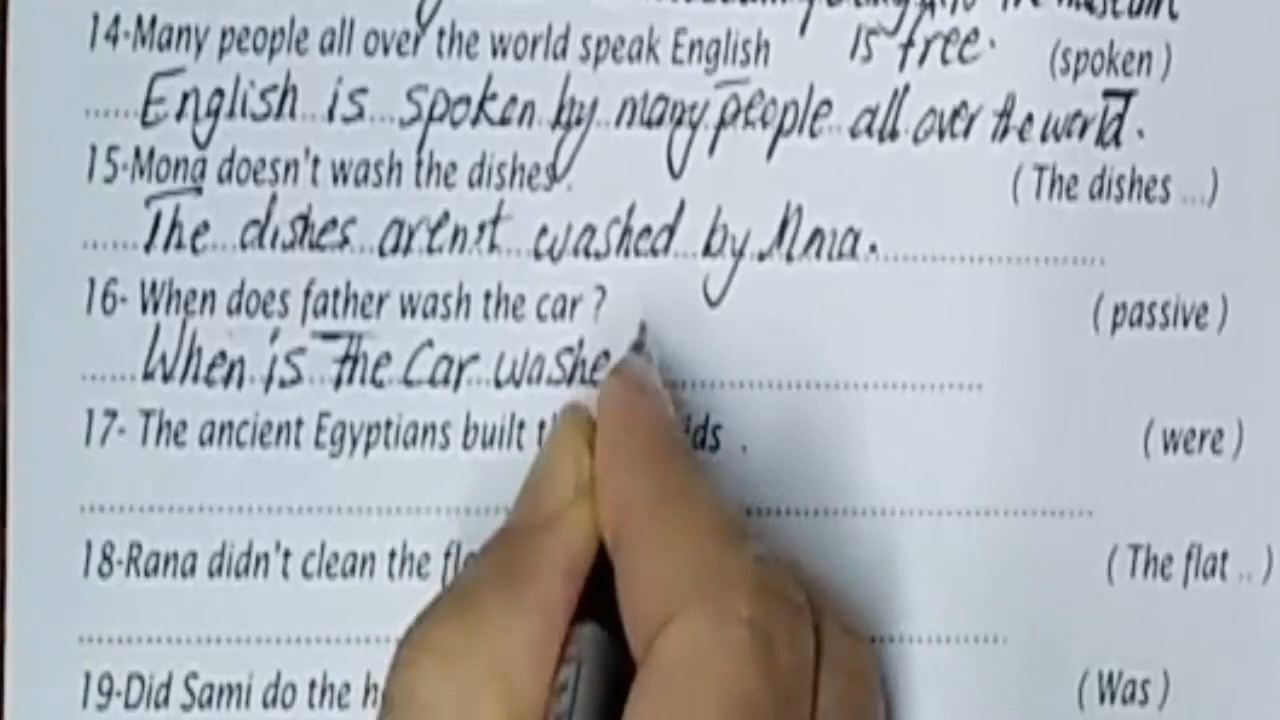 the museum
14-Many people all over the world speak English is free. (spoken)
English is spoken by many people all over the world.
15-Mona doesn't wash the dishes. (The dishes ...)
The dishes aren't washed by Mna.
16- When does father wash the car ? (passive)
When is the Car washe
17- The ancient Egyptians built . (were)
18-Rana didn't clean the (The flat ..)
19-Did Sami do the (Was)